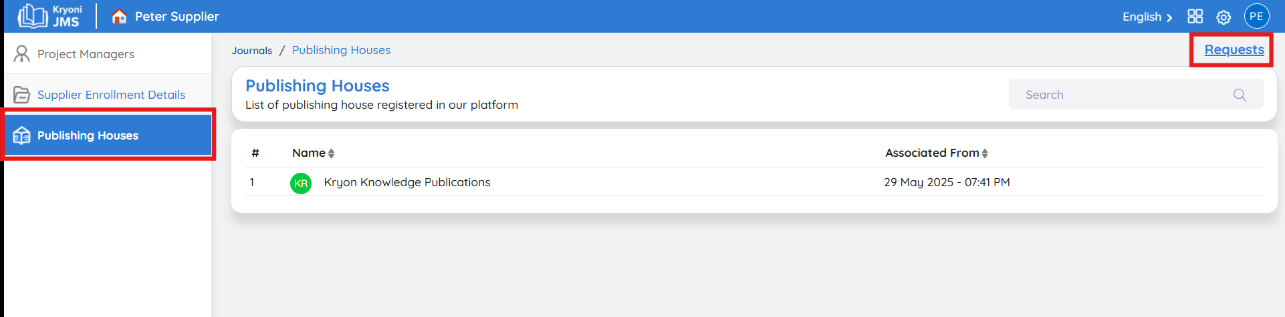 Kryoni
JMS
Peter Supplier
English
PE
Project Managers
Supplier Enrollment Details
Publishing Houses
Journals / Publishing Houses
Requests
Publishing Houses
List of publishing house registered in our platform
Search
# Name Associated From
1 KR Kryon Knowledge Publications 29 May 2025 - 07:41 PM